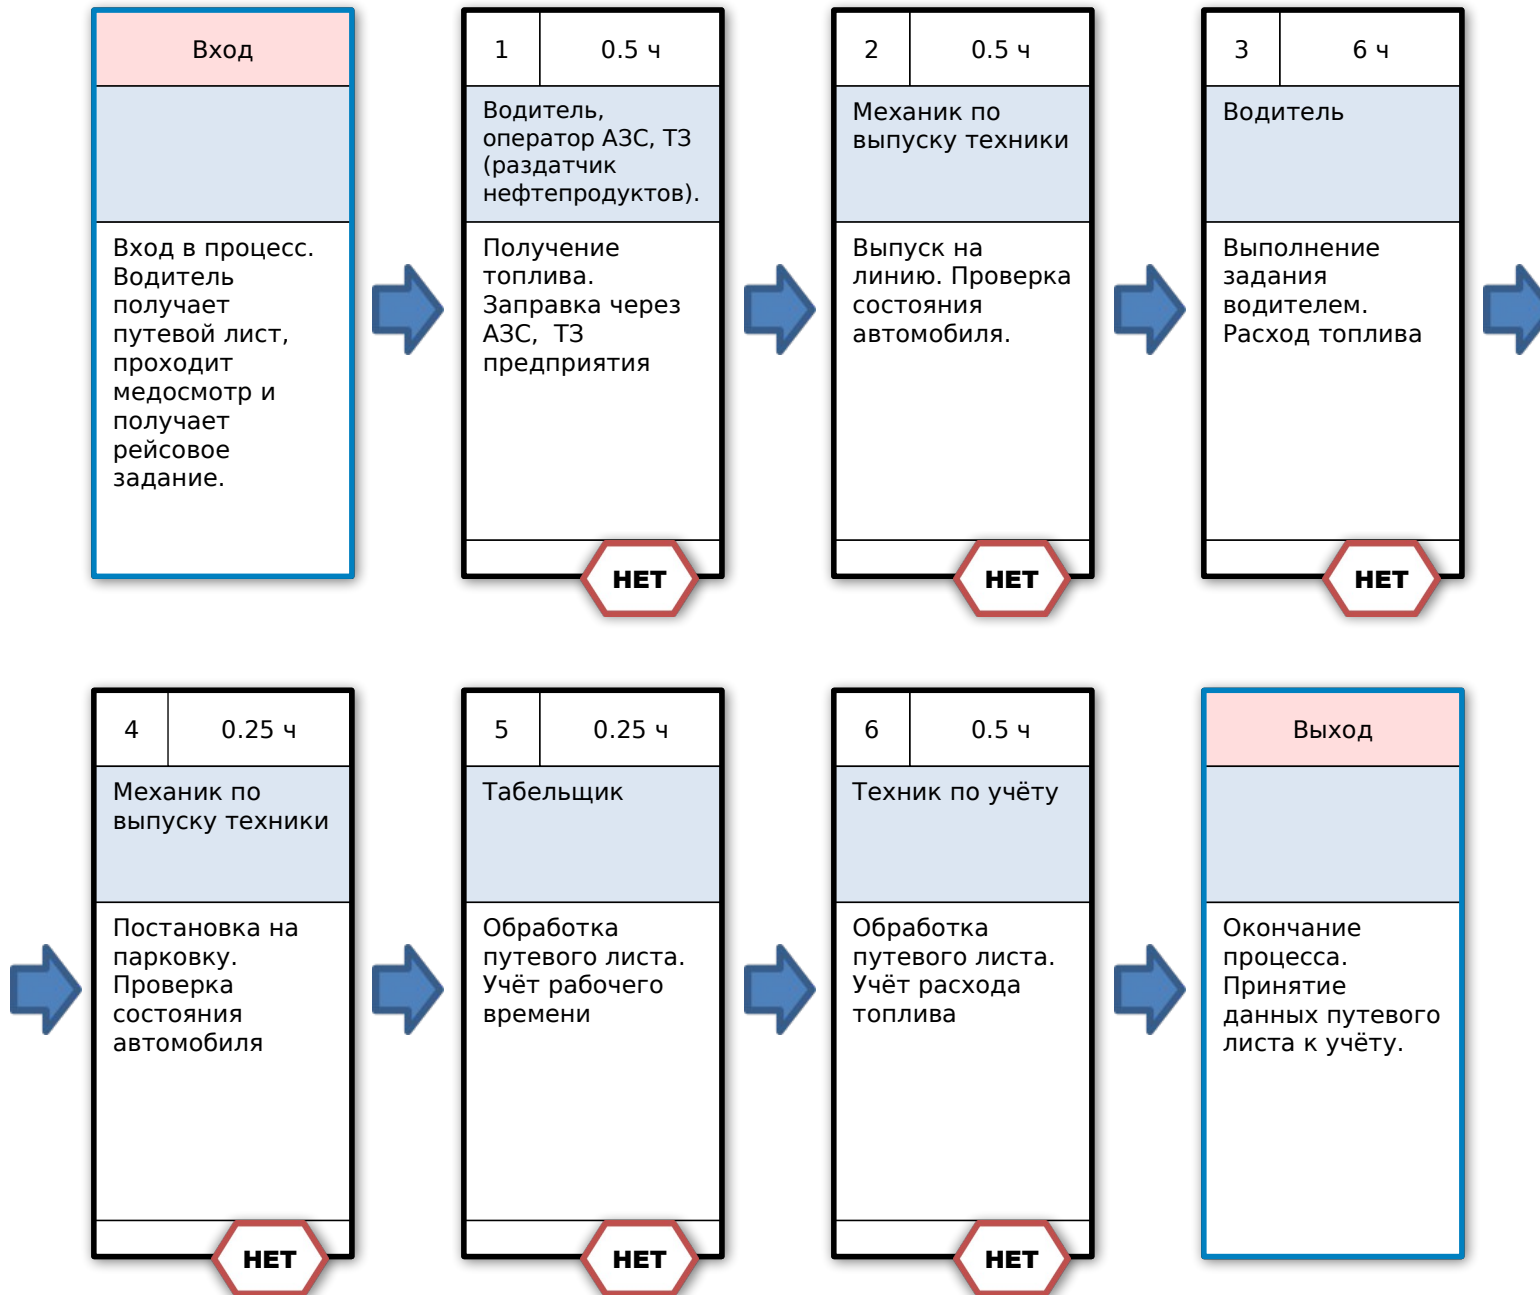 Вход
Вход в процесс.
Водитель
получает
путевой лист,
проходит
медосмотр и
получает
рейсовое
задание.
1
0.5 ч
Водитель,
оператор АЗС, ТЗ
(раздатчик
нефтепродуктов).
Получение
топлива.
Заправка через
АЗС, ТЗ
предприятия
НЕТ
2
0.5 ч
Механик по
выпуску техники
Выпуск на
линию. Проверка
состояния
автомобиля.
НЕТ
3
6 ч
Водитель
Выполнение
задания
водителем.
Расход топлива
НЕТ
4
0.25 ч
Механик по
выпуску техники
Постановка на
парковку.
Проверка
состояния
автомобиля
НЕТ
5
0.25 ч
Табельщик
Обработка
путевого листа.
Учёт рабочего
времени
НЕТ
6
0.5 ч
Техник по учёту
Обработка
путевого листа.
Учёт расхода
топлива
НЕТ
Выход
Окончание
процесса.
Принятие
данных путевого
листа к учёту.